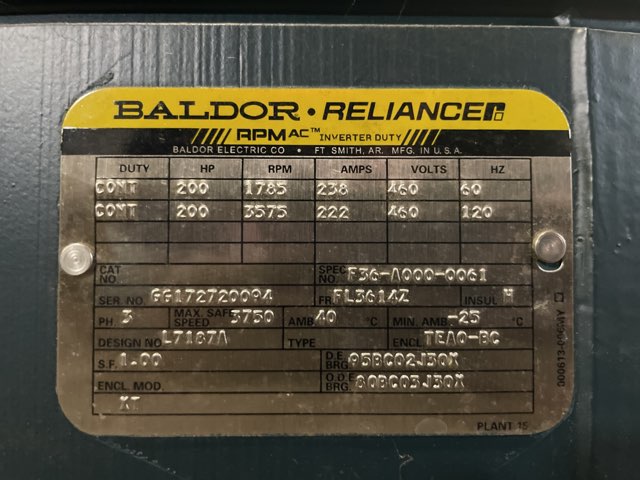 BALDOR • RELIANCER
RPM AC™ INVERTER DUTY
BALDOR ELECTRIC CO • FT SMITH, AR. MFG. IN U.S.A.
DUTY HP RPM AMPS VOLTS HZ
CONT 200 1785 238 460 60
CONT 200 3575 222 460 120
CAT NO. SPEC NO. F36-A000-0061
SER. NO. GG172720094 FR. FL3614Z INSUL H
PH 3 MAX. SAFE SPEED 3750 AMB. 40 °C MIN. AMB. -25 °C
DESIGN NO. L7187A TYPE ENCL. TEAO-BC
S.F. 1.00 D.E. BRG. 95BC02J30X
ENCL. MOD. O.D.E. BRG. 80BC03J30X
XT
PLANT 15